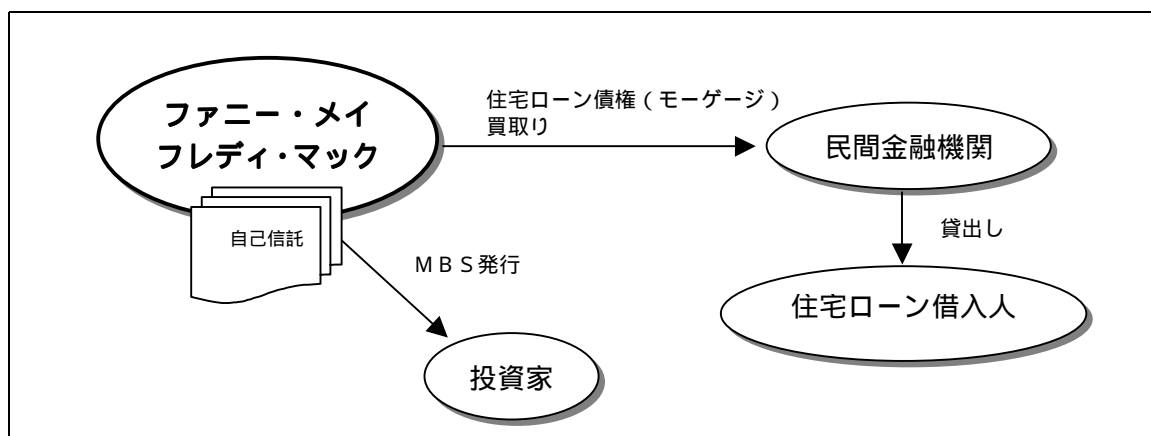 ファニー・メイ
フレディ・マック
住宅ローン債権（モーゲージ）
買取り
民間金融機関
自己信託
貸出し
ＭＢＳ発行
住宅ローン借入人
投資家